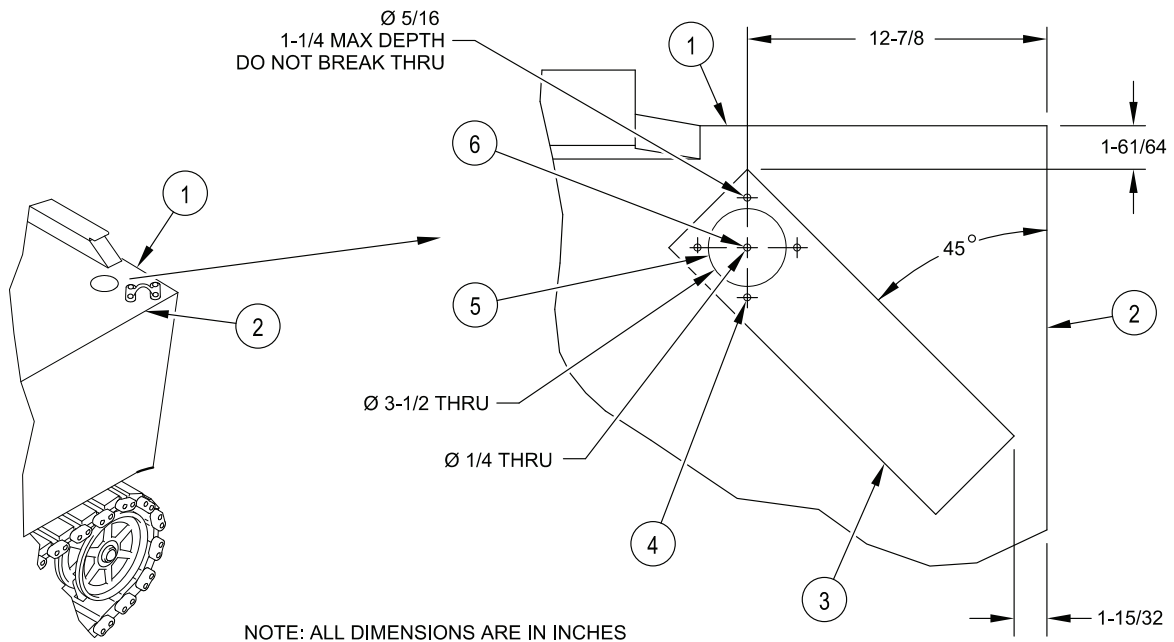 Ø 5/16
1-1/4 MAX DEPTH
DO NOT BREAK THRU
12-7/8
1
1-61/64
6
1
45°
5
2
2
Ø 3-1/2 THRU
Ø 1/4 THRU
4
3
1-15/32
NOTE: ALL DIMENSIONS ARE IN INCHES